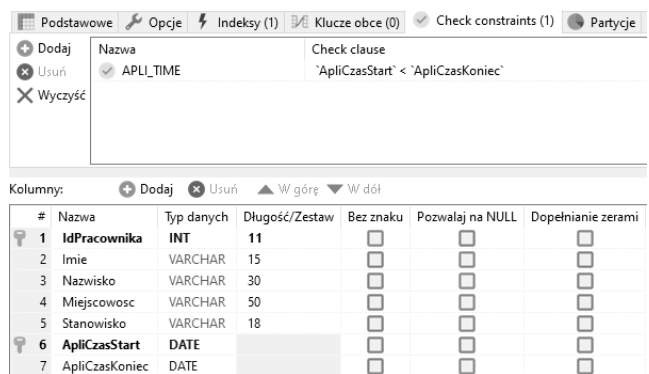 Podstawowe Opcje Indeksy (1) Klucze obce (0) Check constraints (1) Partycje
Dodaj Nazwa Check clause
Usuń APLI_TIME `ApliCzasStart` < `ApliCzasKoniec`
Wyczyść
Kolumny: Dodaj Usuń W górę W dół
# Nazwa Typ danych Długość/Zestaw Bez znaku Pozwalaj na NULL Dopełnianie zerami
1 IdPracownika INT 11
2 Imie VARCHAR 15
3 Nazwisko VARCHAR 30
4 Miejscowosc VARCHAR 50
5 Stanowisko VARCHAR 18
6 ApliCzasStart DATE
7 ApliCzasKoniec DATE